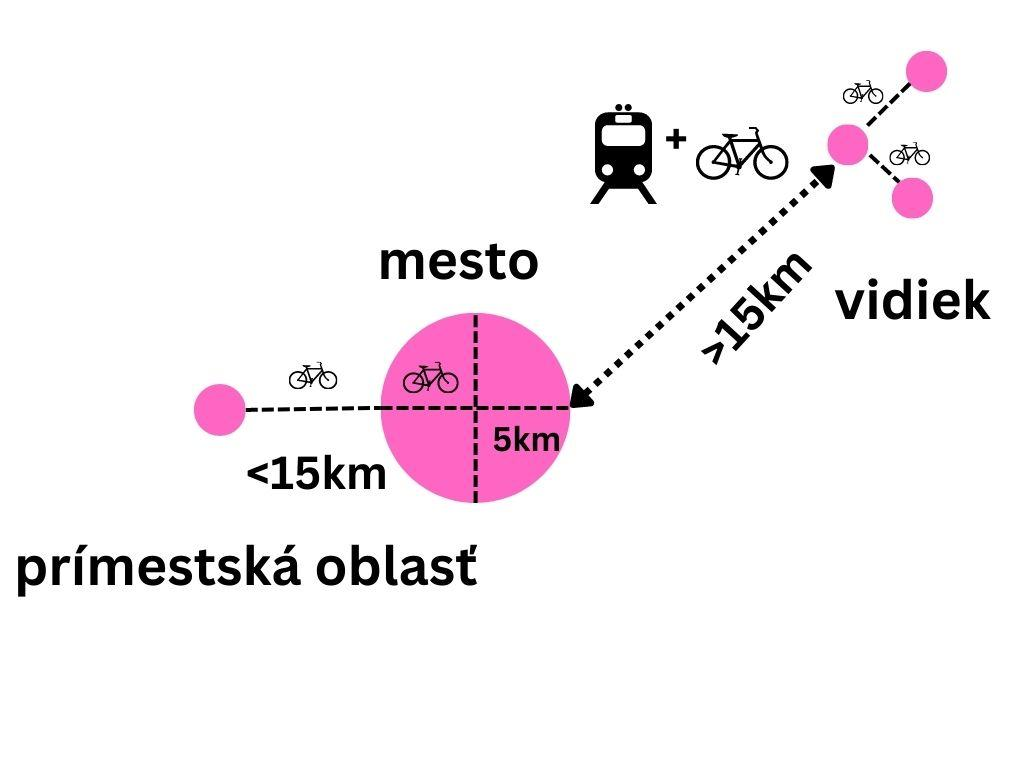 +
mesto
>15km
vidiek
5km
<15km
prímestská oblasť